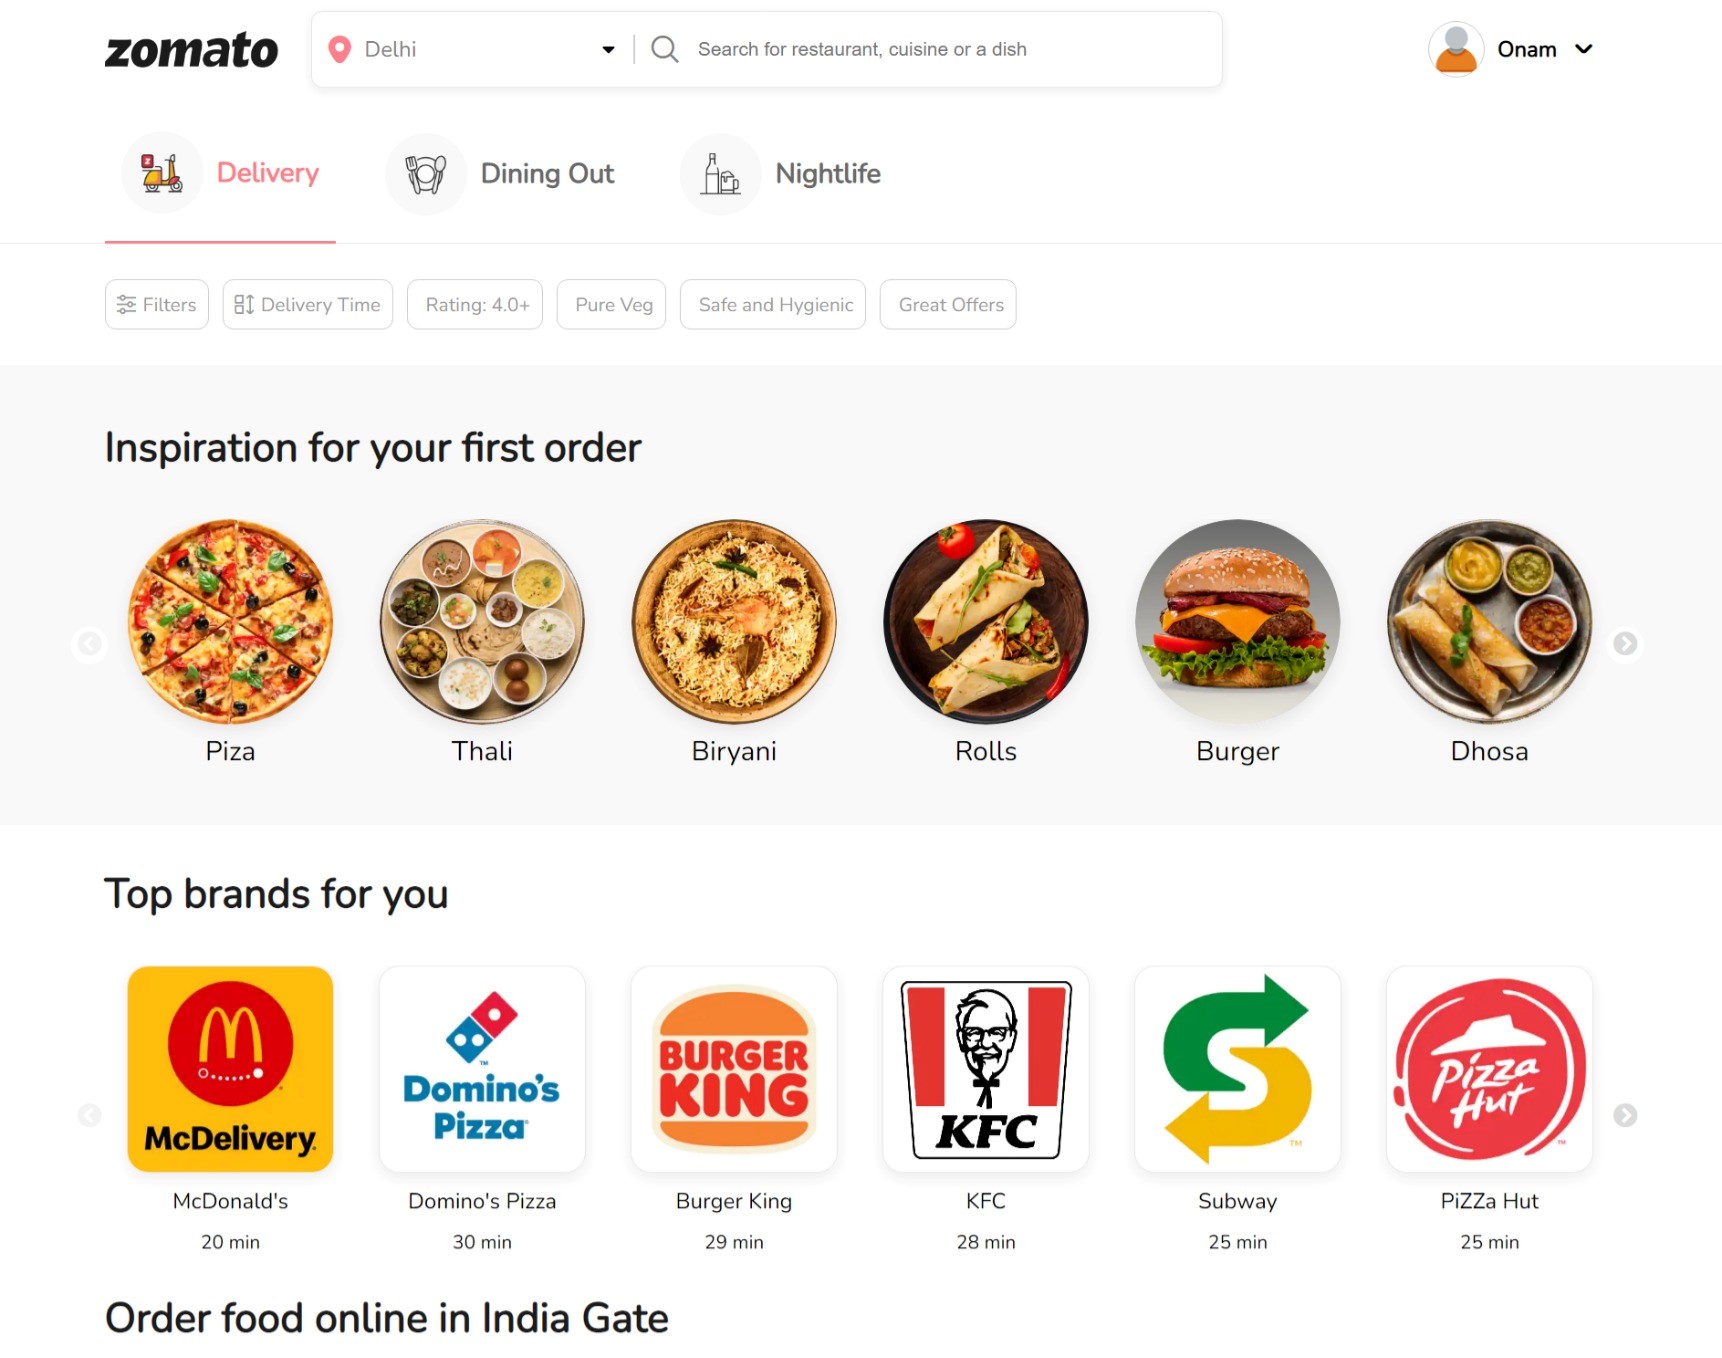 zomato
Delhi
Search for restaurant, cuisine or a dish
Onam
Delivery
Dining Out
Nightlife
Filters
Delivery Time
Rating: 4.0+
Pure Veg
Safe and Hygienic
Great Offers
Inspiration for your first order
Piza
Thali
Biryani
Rolls
Burger
Dhosa
Top brands for you
McDelivery.
Domino's
Pizza
BURGER
KING
KFC
Pizza
Hut
McDonald's
Domino's Pizza
Burger King
KFC
Subway
PiZZa Hut
20 min
30 min
29 min
28 min
25 min
25 min
Order food online in India Gate